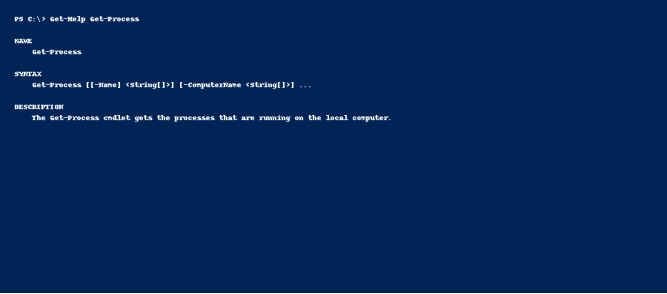 PS C:\> Get-Help Get-Process
NAME
Get-Process
SYNTAX
Get-Process [[-Name] <String[]>] [-ComputerName <String[]>] ...
DESCRIPTION
The Get-Process cmdlet gets the processes that are running on the local computer.